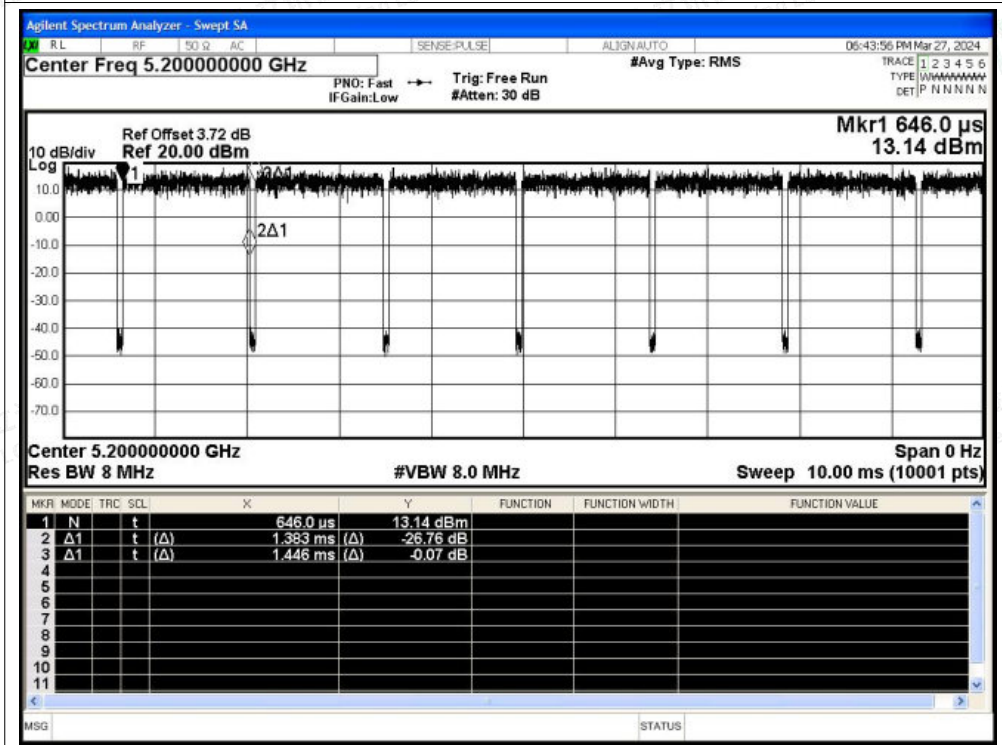 Agilent Spectrum Analyzer - Swept SA
LXI RL RF 50 Ω AC SENSE:PULSE ALIGN AUTO 06:43:56 PM Mar 27, 2024
Center Freq 5.200000000 GHz #Avg Type: RMS TRACE 1 2 3 4 5 6
PNO: Fast Trig: Free Run TYPE
IFGain:Low #Atten: 30 dB DET P N N N N N
Mkr1 646.0 µs
Ref Offset 3.72 dB
10 dB/div Ref 20.00 dBm 13.14 dBm
Log
1 3Δ1
10.0
0.00
2Δ1
-10.0
-20.0
-30.0
-40.0
-50.0
-60.0
-70.0
Center 5.200000000 GHz Span 0 Hz
Res BW 8 MHz #VBW 8.0 MHz Sweep 10.00 ms (10001 pts)
MKR MODE TRC SCL X Y FUNCTION FUNCTION WIDTH FUNCTION VALUE
1 N t 646.0 µs 13.14 dBm
2 Δ1 t (Δ) 1.383 ms (Δ) -26.76 dB
3 Δ1 t (Δ) 1.446 ms (Δ) -0.07 dB
4
5
6
7
8
9
10
11
MSG STATUS